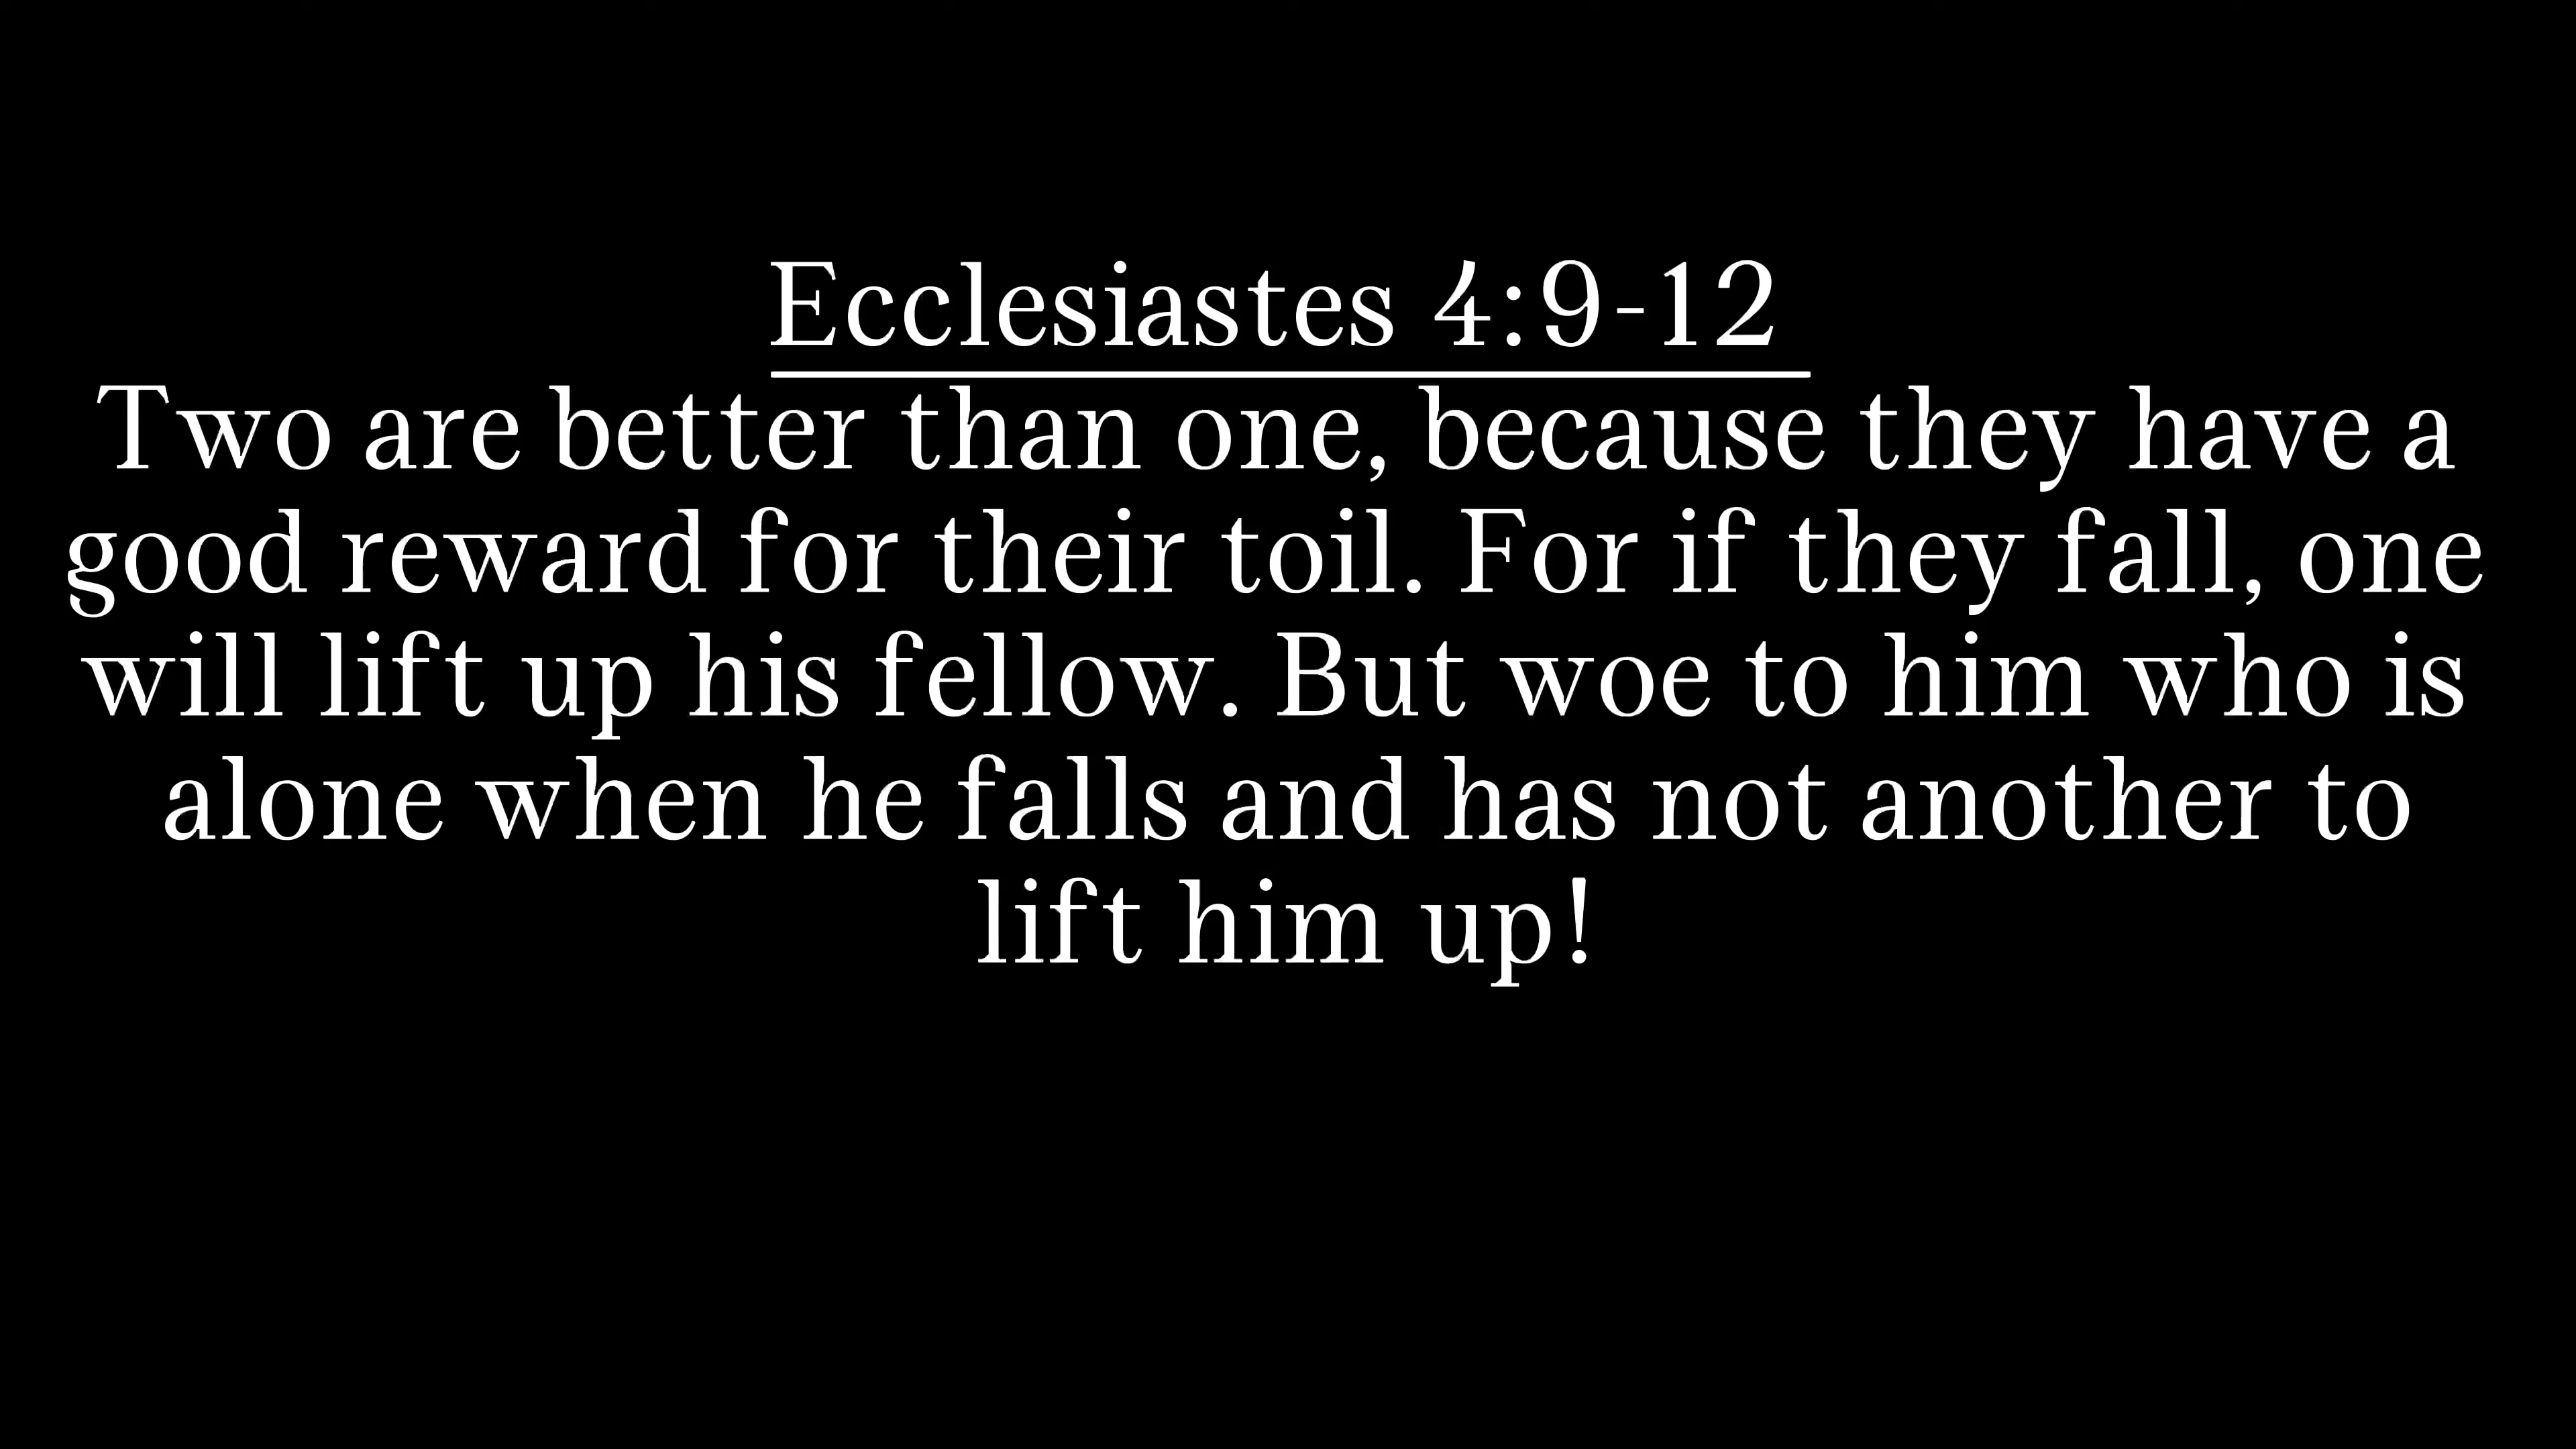 Ecclesiastes 4:9-12
Two are better than one, because they have a
good reward for their toil. For if they fall, one
will lift up his fellow. But woe to him who is
alone when he falls and has not another to
lift him up!